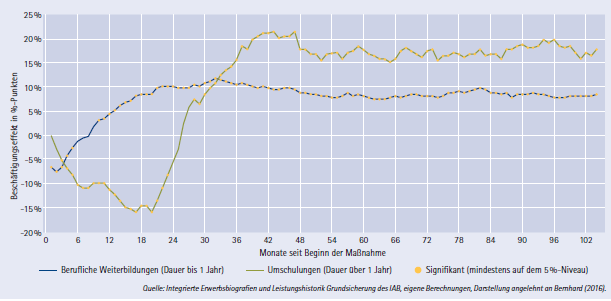 25%
20%
15%
10%
5%
0%
-5%
-10%
-15%
-20%
Beschäftigungseffekt in %-Punkten
0 6 12 18 24 30 36 42 48 54 60 66 72 78 84 90 96 102
Monate seit Beginn der Maßnahme
Berufliche Weiterbildungen (Dauer bis 1 Jahr) Umschulungen (Dauer über 1 Jahr) Signifikant (mindestens auf dem 5%-Niveau)
Quelle: Integrierte Erwerbsbiografien und Leistungshistorik Grundsicherung des IAB, eigene Berechnungen, Darstellung angelehnt an Bernhard (2016).